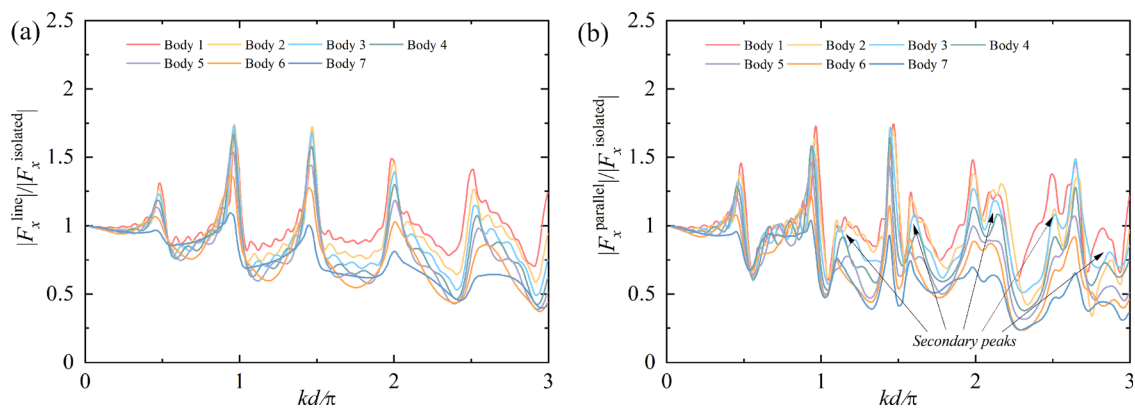 (a)
2.5
2
1.5
1
0.5
0
Body 1 Body 2 Body 3 Body 4
Body 5 Body 6 Body 7
|F_x^line|/|F_x^isolated|
0 1 2 3
kd/π
(b)
2.5
2
1.5
1
0.5
0
Body 1 Body 2 Body 3 Body 4
Body 5 Body 6 Body 7
|F_x^parallel|/|F_x^isolated|
Secondary peaks
0 1 2 3
kd/π